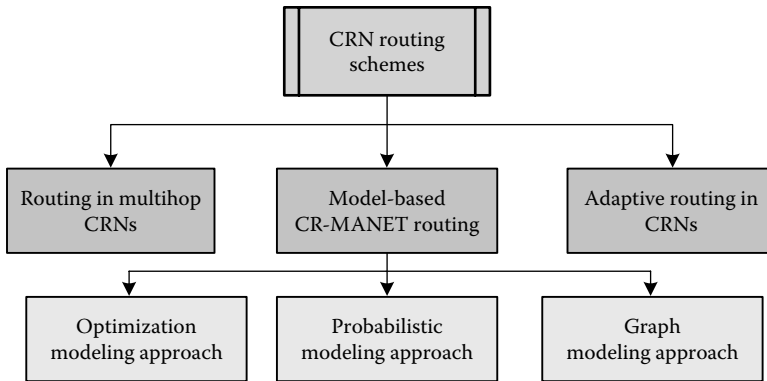 CRN routing
schemes
Routing in multihop
CRNs
Model-based
CR-MANET routing
Adaptive routing in
CRNs
Optimization
modeling approach
Probabilistic
modeling approach
Graph
modeling approach